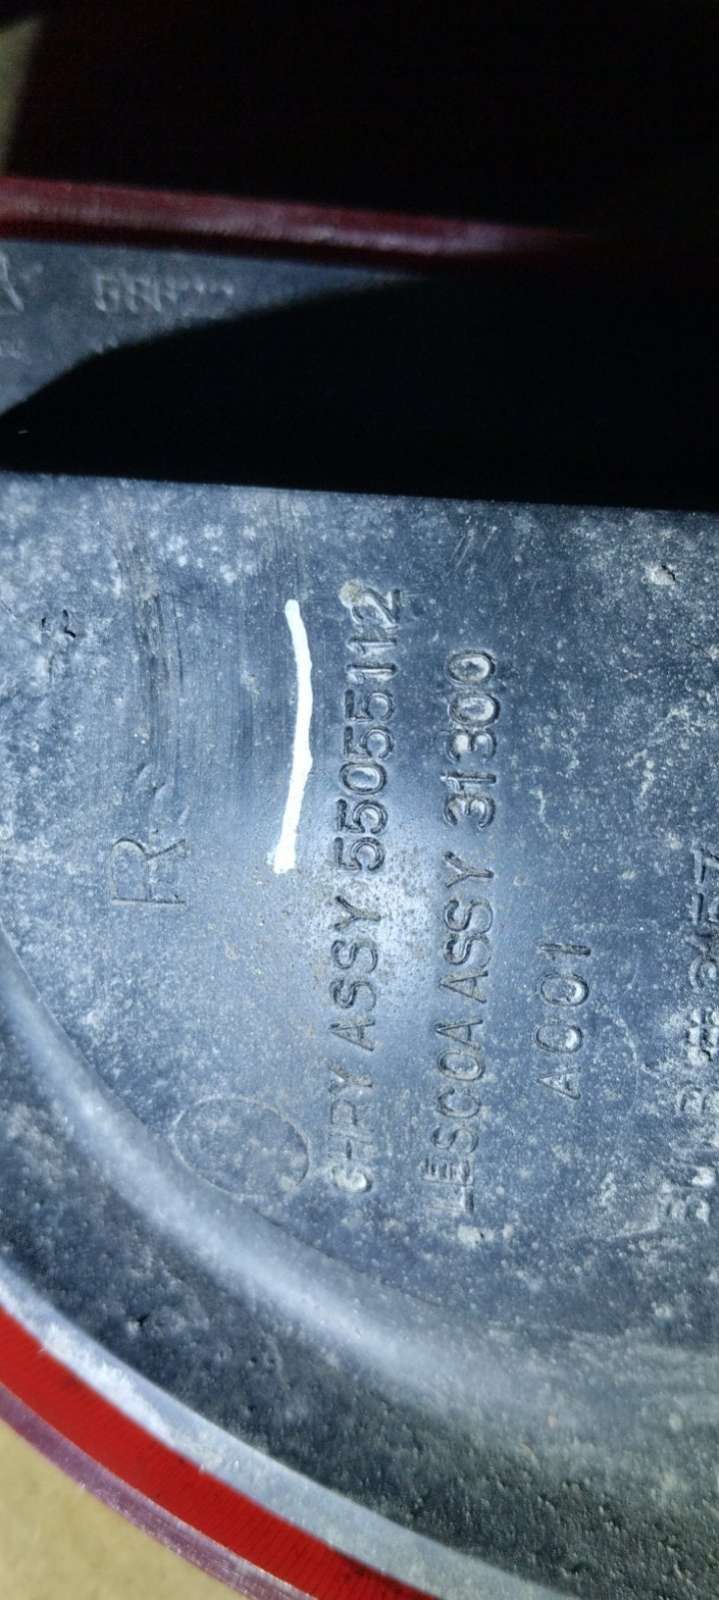 R
CHRY ASSY 55055112
LESCOA ASSY 31300
A001